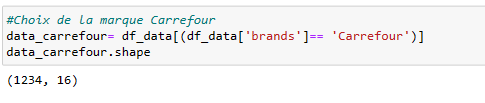 #Choix de la marque Carrefour
data_carrefour= df_data[(df_data['brands']== 'Carrefour')]
data_carrefour.shape
(1234, 16)